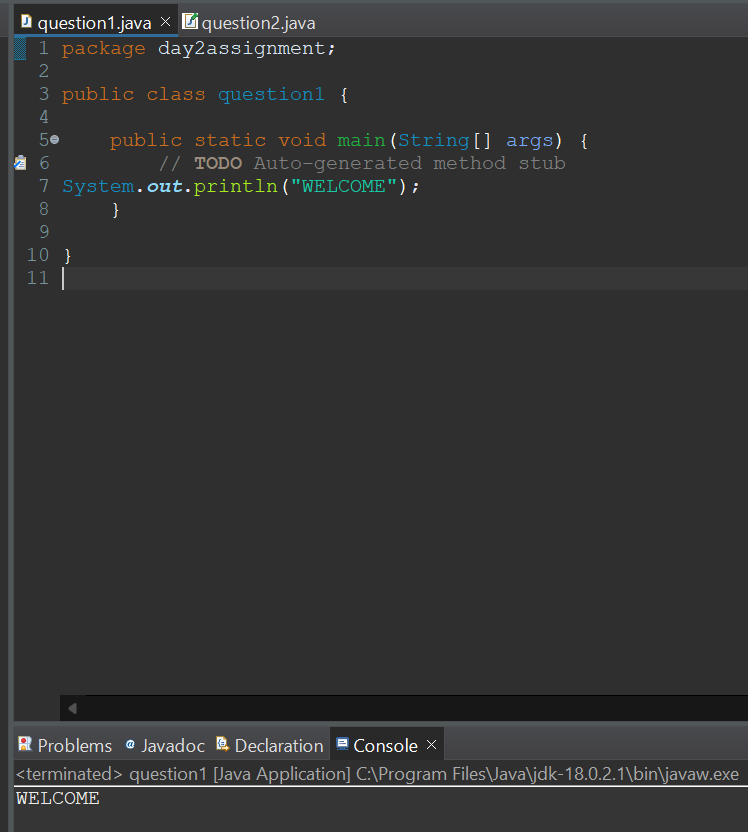 question1.java question2.java
1 package day2assignment;
2
3 public class question1 {
4
5 public static void main(String[] args) {
6 // TODO Auto-generated method stub
7 System.out.println("WELCOME");
8 }
9
10 }
11
Problems @ Javadoc Declaration Console
<terminated> question1 [Java Application] C:\Program Files\Java\jdk-18.0.2.1\bin\javaw.exe
WELCOME